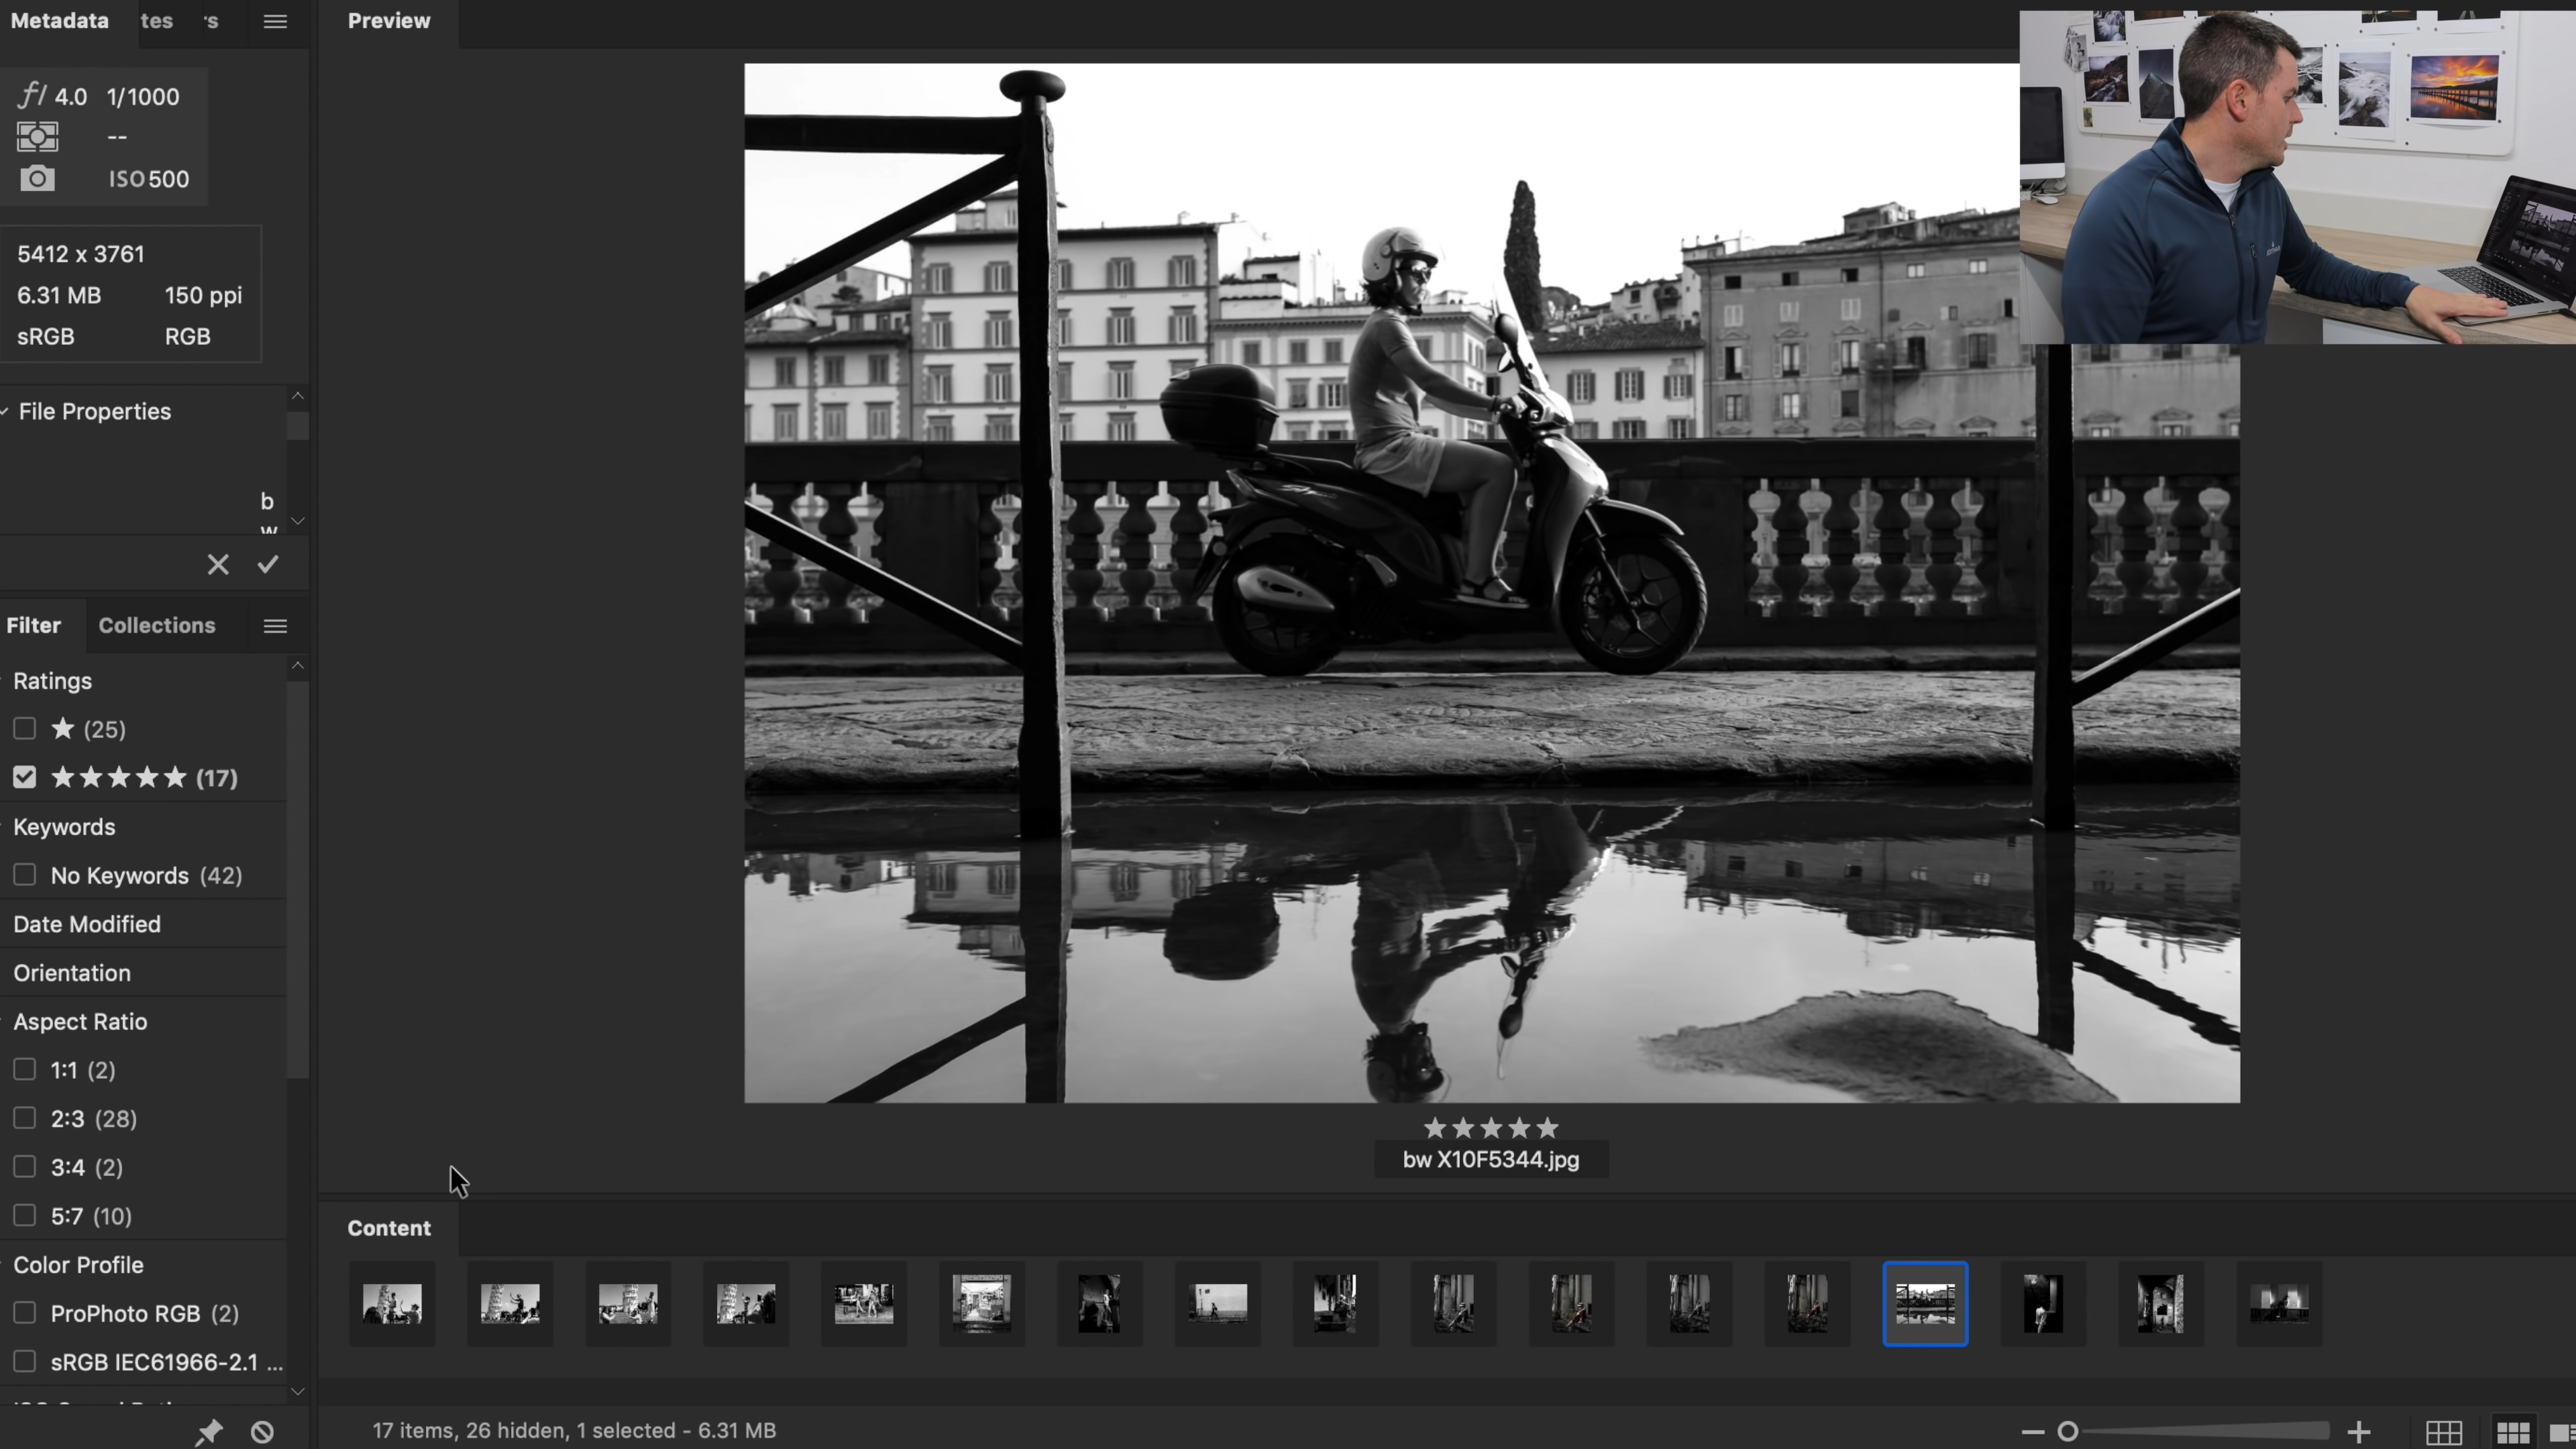 Metadata tes s
f/ 4.0 1/1000
--
ISO 500
5412 x 3761
6.31 MB 150 ppi
sRGB RGB
File Properties
b
w
Filter Collections
Ratings
(25)
(17)
Keywords
No Keywords (42)
Date Modified
Orientation
Aspect Ratio
1:1 (2)
2:3 (28)
3:4 (2)
5:7 (10)
Color Profile
ProPhoto RGB (2)
sRGB IEC61966-2.1 ...
Preview
bw X10F5344.jpg
Content
17 items, 26 hidden, 1 selected - 6.31 MB